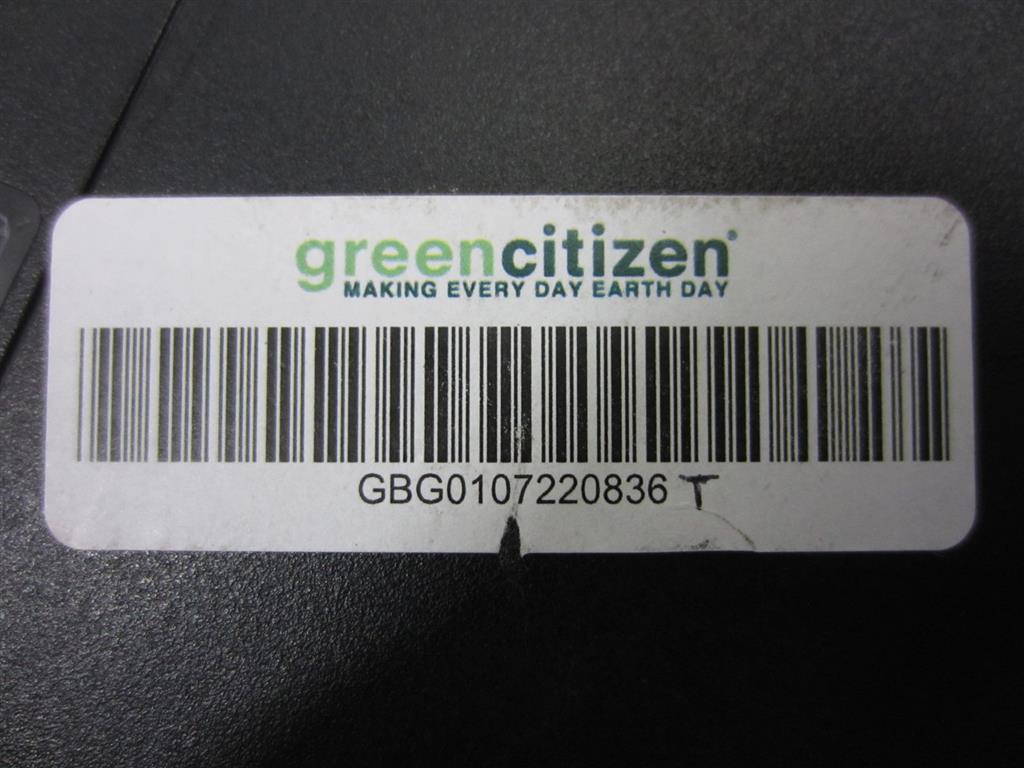 greencitizen®
MAKING EVERY DAY EARTH DAY
GBG0107220836 T